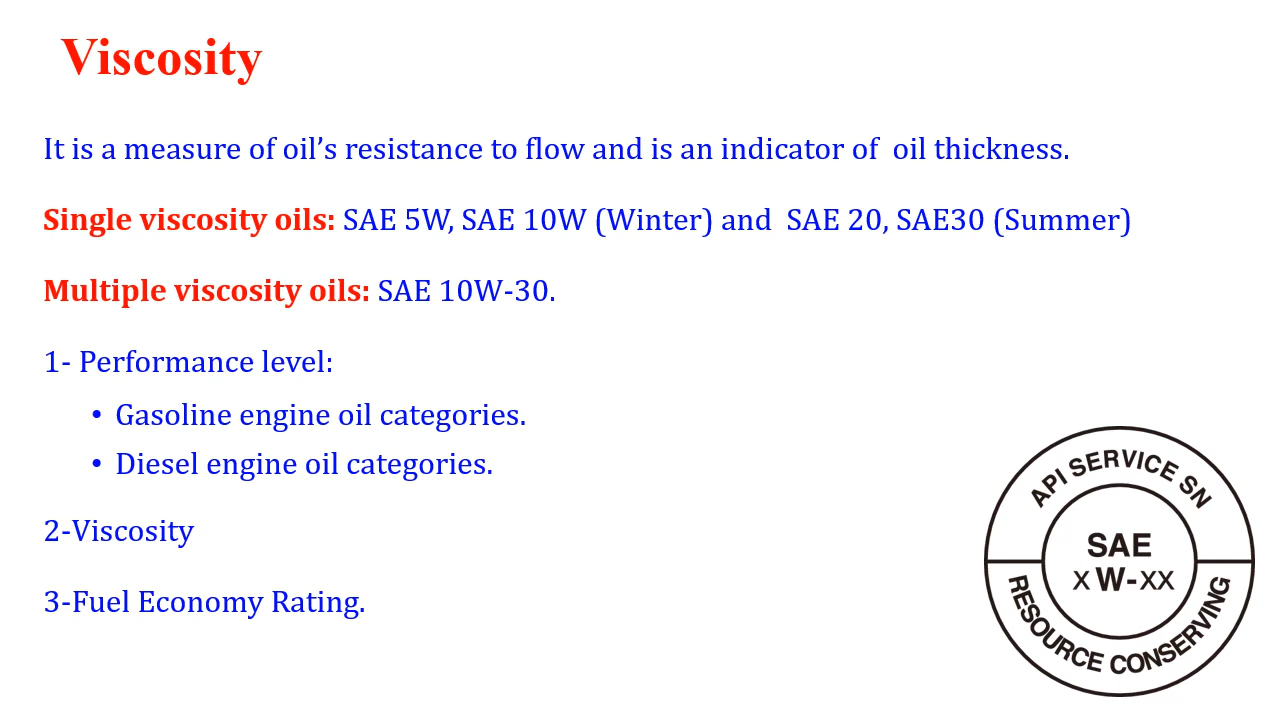 Viscosity
It is a measure of oil’s resistance to flow and is an indicator of  oil thickness.
Single viscosity oils: SAE 5W, SAE 10W (Winter) and  SAE 20, SAE30 (Summer)
Multiple viscosity oils: SAE 10W-30.
1- Performance level:
• Gasoline engine oil categories.
• Diesel engine oil categories.
2-Viscosity
3-Fuel Economy Rating.
API SERVICE SN
SAE
X W-XX
RESOURCE CONSERVING